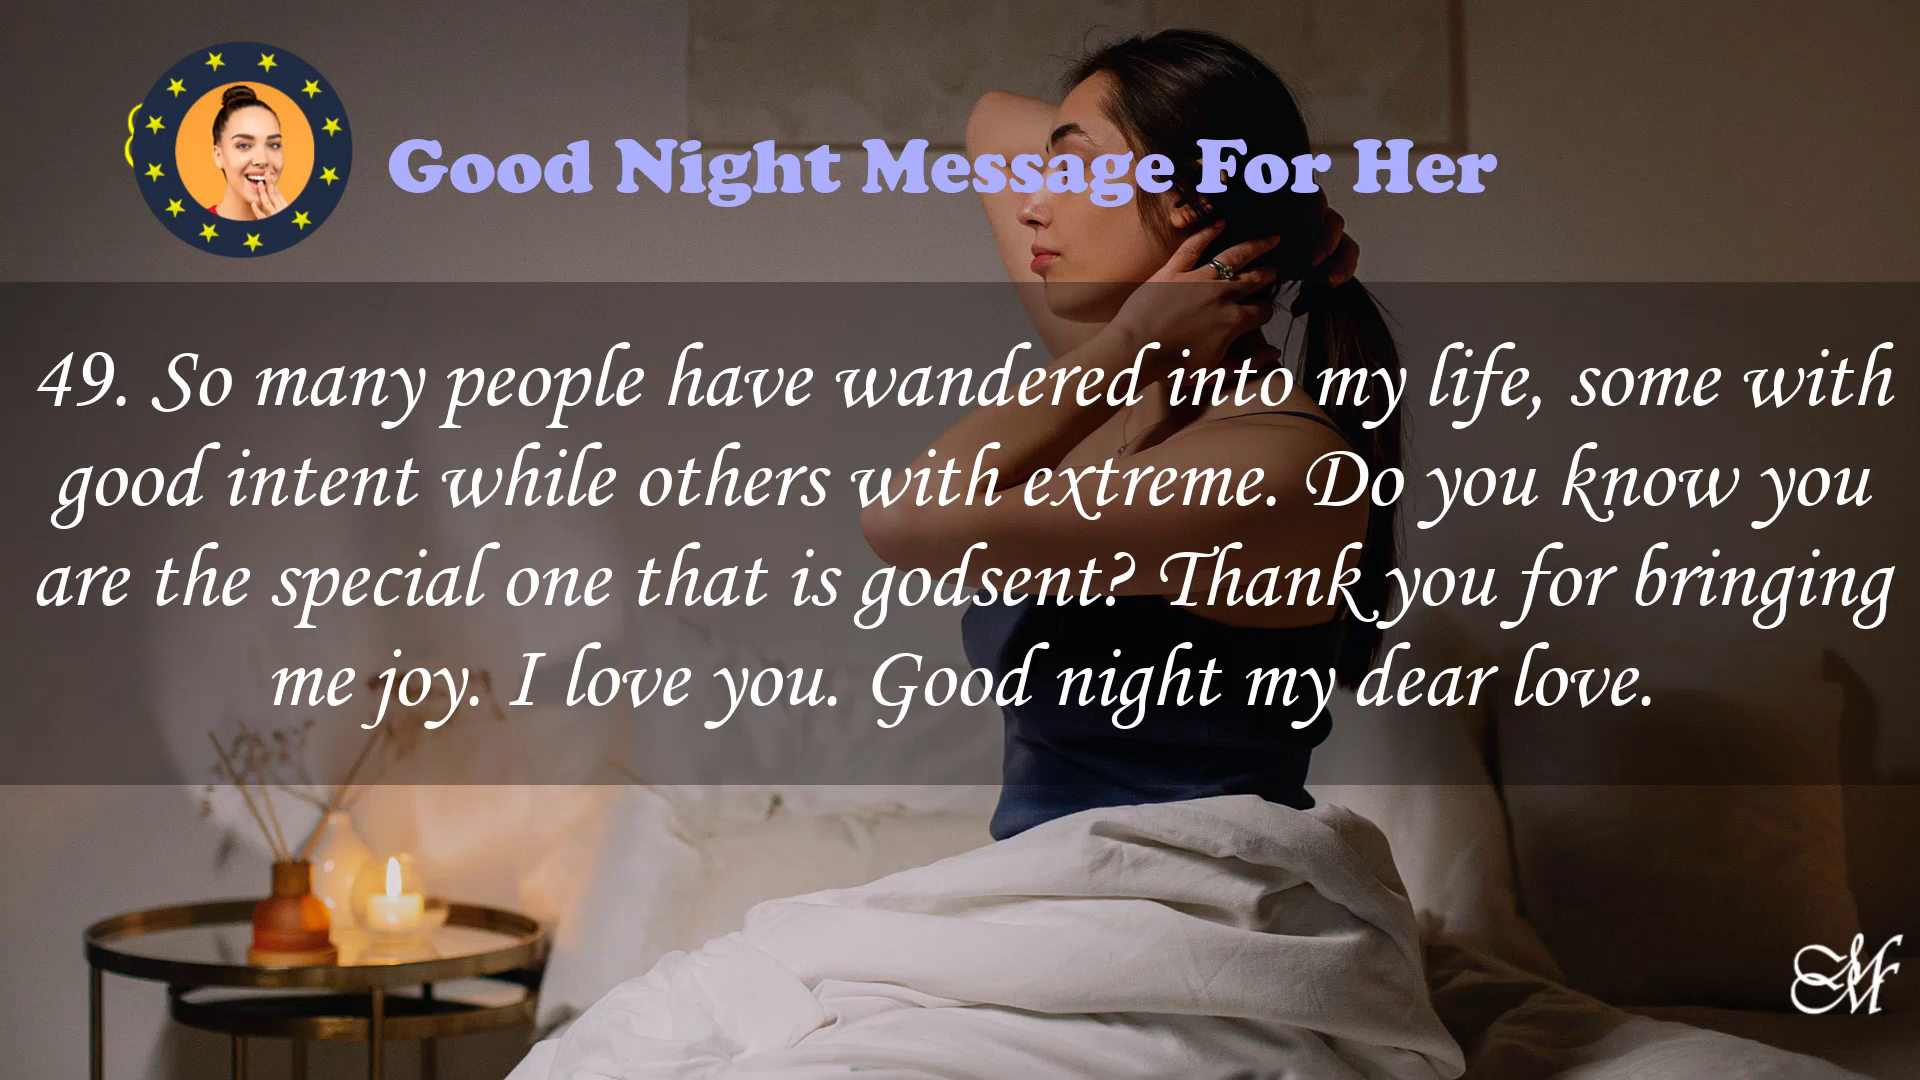 Good Night Message For Her
49. So many people have wandered into my life, some with
good intent while others with extreme. Do you know you
are the special one that is godsent? Thank you for bringing
me joy. I love you. Good night my dear love.